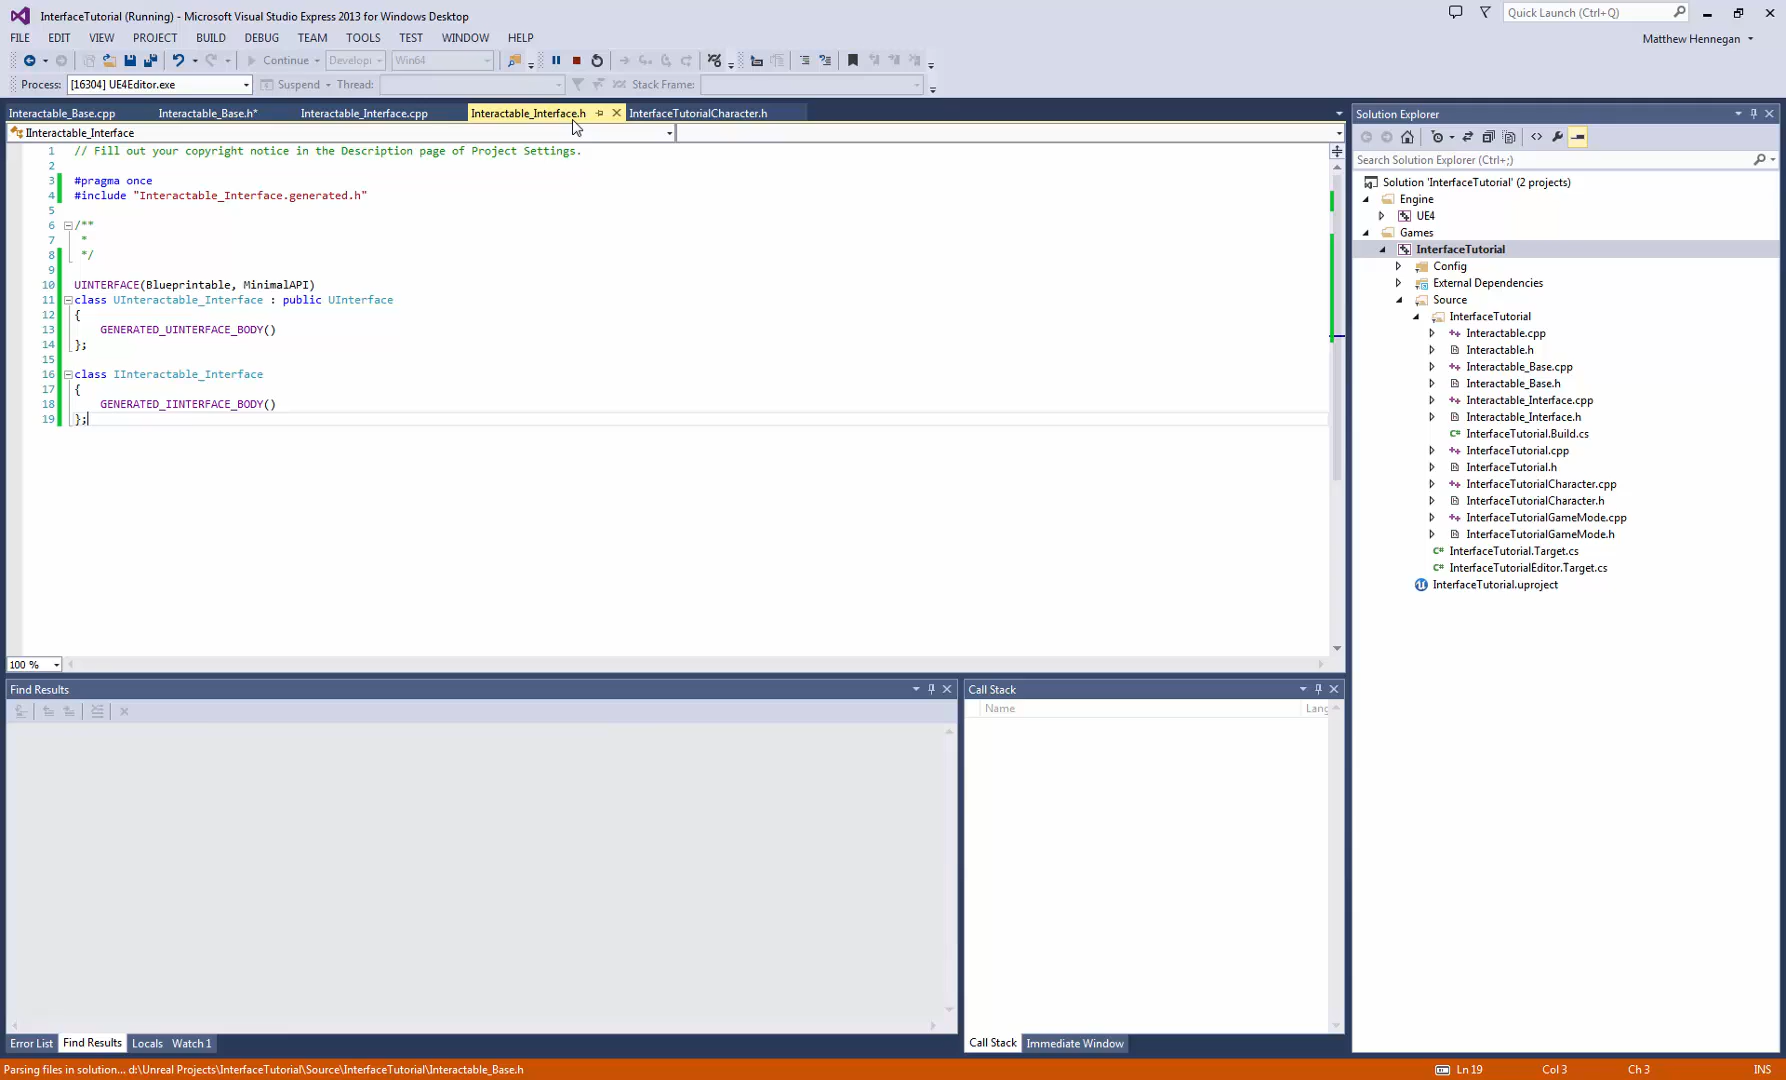 InterfaceTutorial (Running) - Microsoft Visual Studio Express 2013 for Windows Desktop
Quick Launch (Ctrl+Q)
FILE EDIT VIEW PROJECT BUILD DEBUG TEAM TOOLS TEST WINDOW HELP
Matthew Hennegan
Continue Developi Win64
Process: [16304] UE4Editor.exe Suspend Thread: Stack Frame:
Interactable_Base.cpp Interactable_Base.h* Interactable_Interface.cpp Interactable_Interface.h InterfaceTutorialCharacter.h
IInteractable_Interface
1 // Fill out your copyright notice in the Description page of Project Settings.
2
3 #pragma once
4 #include "Interactable_Interface.generated.h"
5
6 /**
7 *
8 */
9
10 UINTERFACE(Blueprintable, MinimalAPI)
11 class UInteractable_Interface : public UInterface
12 {
13 GENERATED_UINTERFACE_BODY()
14 };
15
16 class IInteractable_Interface
17 {
18 GENERATED_IINTERFACE_BODY()
19 };
100 %
Solution Explorer
Search Solution Explorer (Ctrl+;)
Solution 'InterfaceTutorial' (2 projects)
Engine
UE4
Games
InterfaceTutorial
Config
External Dependencies
Source
InterfaceTutorial
Interactable.cpp
Interactable.h
Interactable_Base.cpp
Interactable_Base.h
Interactable_Interface.cpp
Interactable_Interface.h
InterfaceTutorial.Build.cs
InterfaceTutorial.cpp
InterfaceTutorial.h
InterfaceTutorialCharacter.cpp
InterfaceTutorialCharacter.h
InterfaceTutorialGameMode.cpp
InterfaceTutorialGameMode.h
InterfaceTutorial.Target.cs
InterfaceTutorialEditor.Target.cs
InterfaceTutorial.uproject
Find Results
Call Stack
Name Lang
Error List Find Results Locals Watch 1
Call Stack Immediate Window
Parsing files in solution... d:\Unreal Projects\InterfaceTutorial\Source\InterfaceTutorial\Interactable_Base.h
Ln 19 Col 3 Ch 3 INS